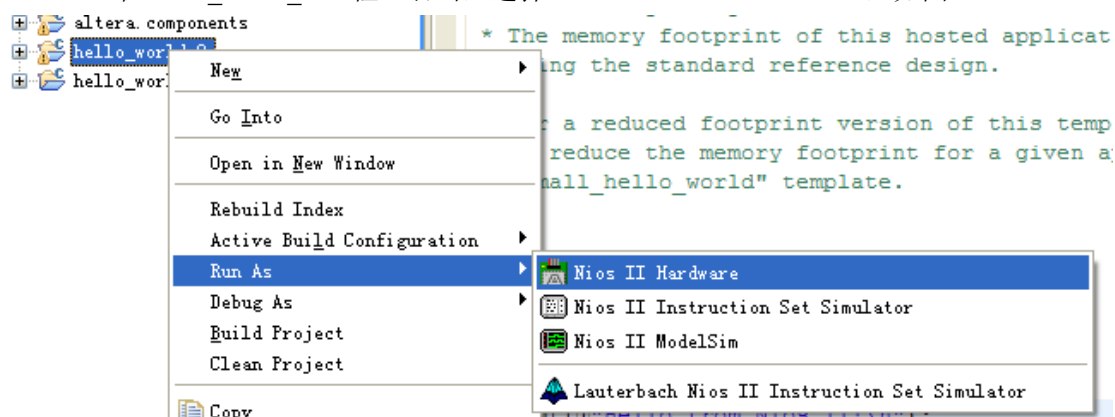 altera.components
hello_world_0
hello_wor
* The memory footprint of this hosted applicat
ing the standard reference design.
a reduced footprint version of this temp
reduce the memory footprint for a given a
mall_hello_world" template.
New
Go Into
Open in New Window
Rebuild Index
Active Build Configuration
Run As
Debug As
Build Project
Clean Project
Copy
Nios II Hardware
Nios II Instruction Set Simulator
Nios II ModelSim
Lauterbach Nios II Instruction Set Simulator